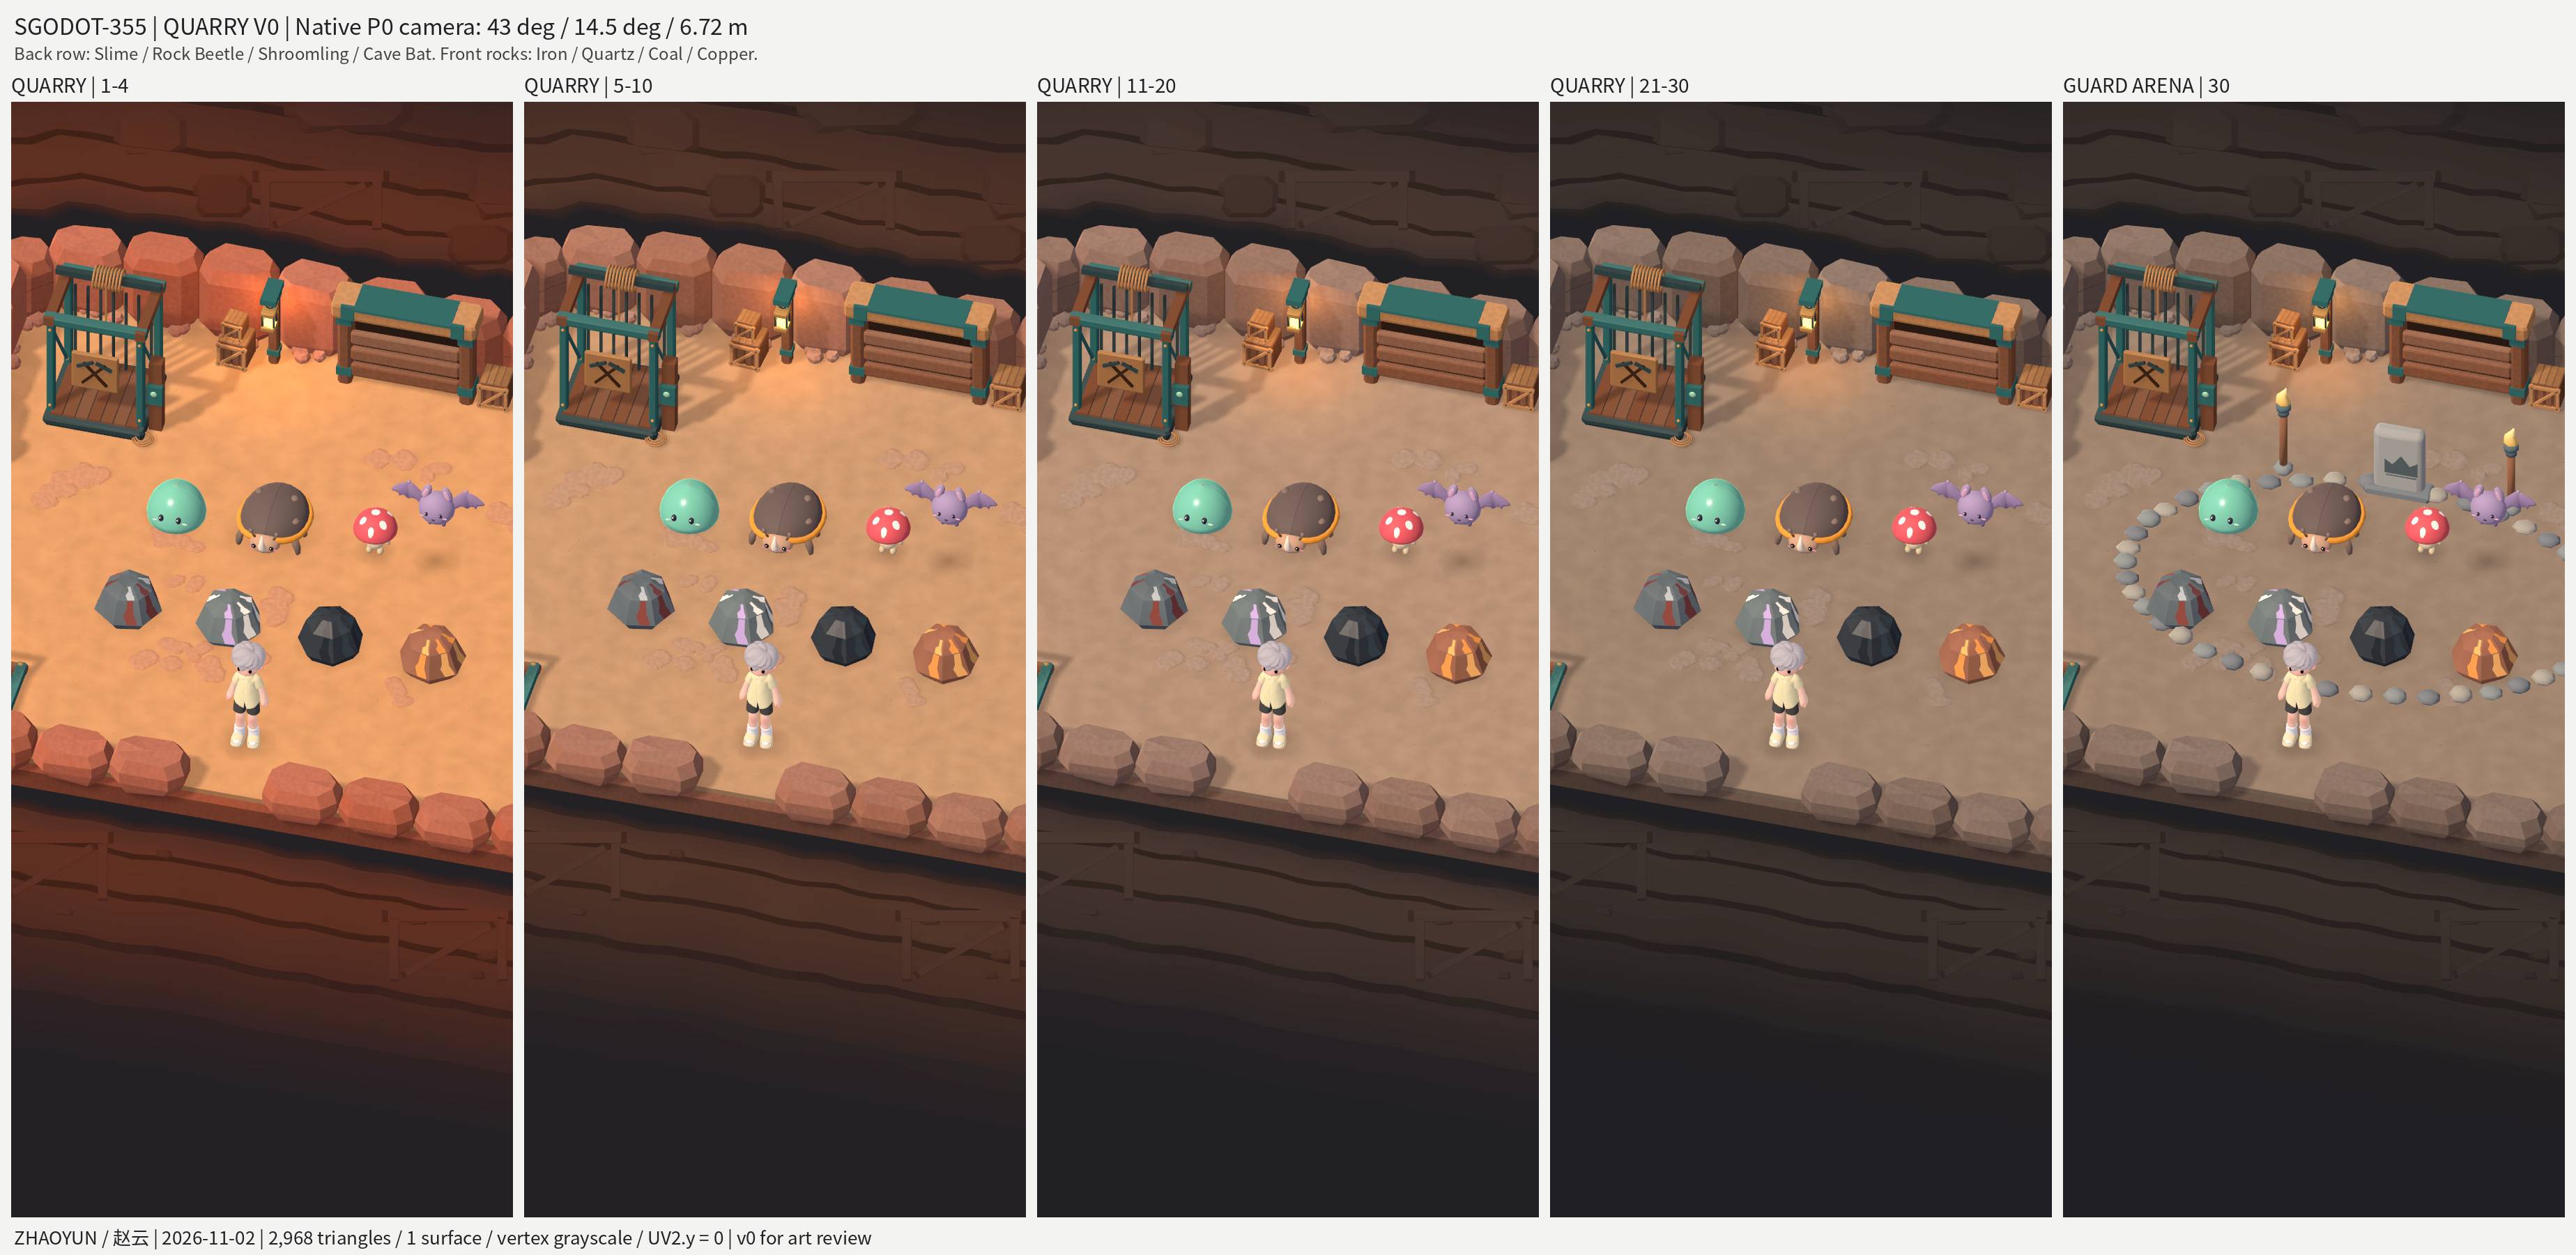 SGODOT-355 | QUARRY V0 | Native P0 camera: 43 deg / 14.5 deg / 6.72 m
Back row: Slime / Rock Beetle / Shroomling / Cave Bat. Front rocks: Iron / Quartz / Coal / Copper.
QUARRY | 1-4
QUARRY | 5-10
QUARRY | 11-20
QUARRY | 21-30
GUARD ARENA | 30
ZHAOYUN / 赵云 | 2026-11-02 | 2,968 triangles / 1 surface / vertex grayscale / UV2.y = 0 | v0 for art review